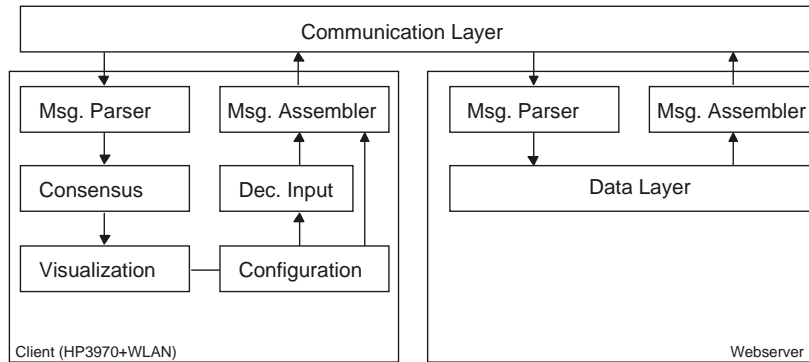 Communication Layer
Msg. Parser
Msg. Assembler
Msg. Parser
Msg. Assembler
Consensus
Dec. Input
Data Layer
Visualization
Configuration
Client (HP3970+WLAN)
Webserver